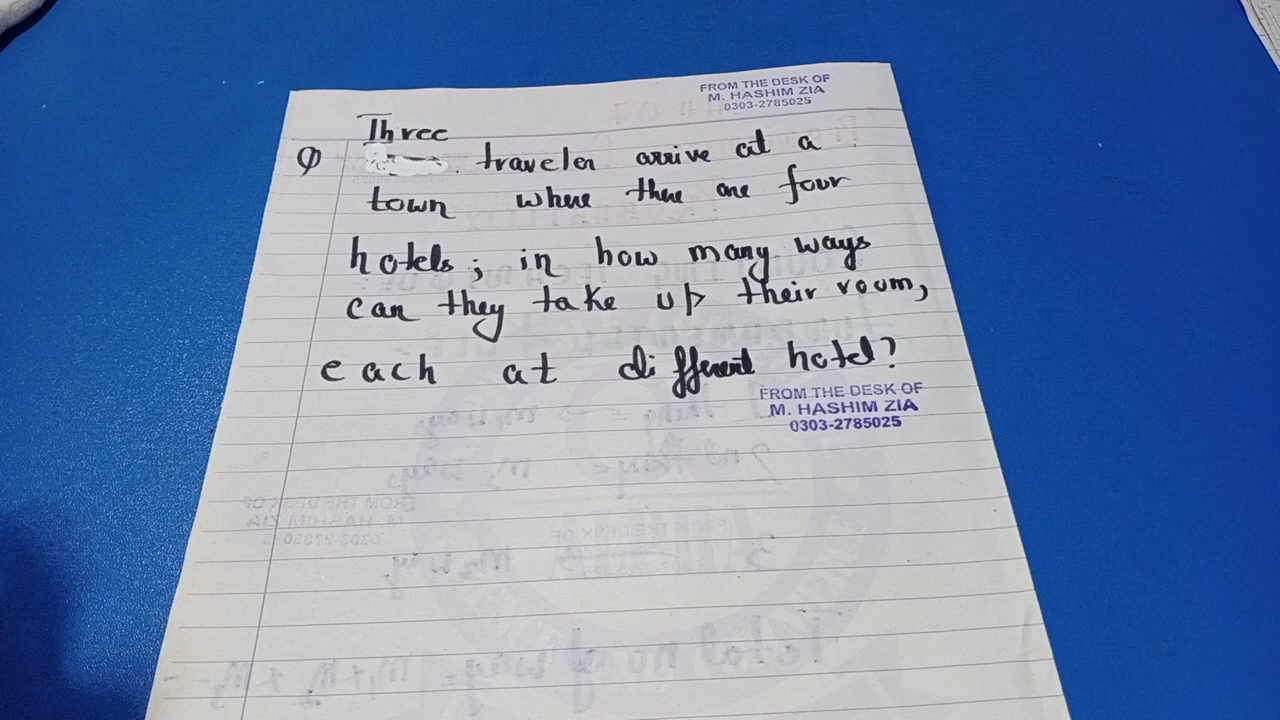 FROM THE DESK OF
M. HASHIM ZIA
0303-2785025
Three
Q traveler arrive at a
town where there are four
hotels; in how many ways
can they take up their room,
each at different hotel?
FROM THE DESK OF
M. HASHIM ZIA
0303-2785025